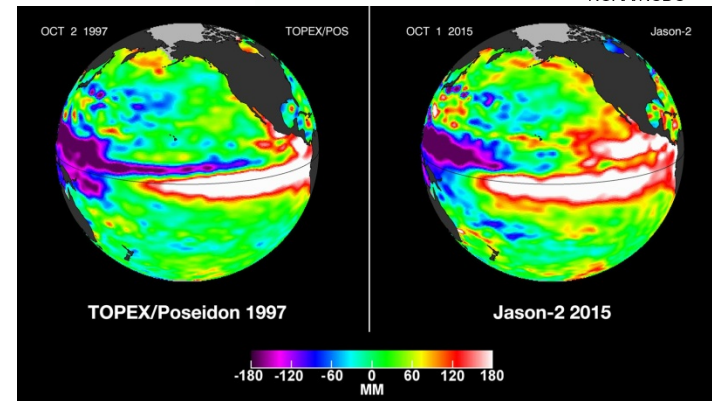 OCT 2 1997
TOPEX/POS
OCT 1 2015
Jason-2
TOPEX/Poseidon 1997
Jason-2 2015
-180 -120 -60 0 60 120 180
MM